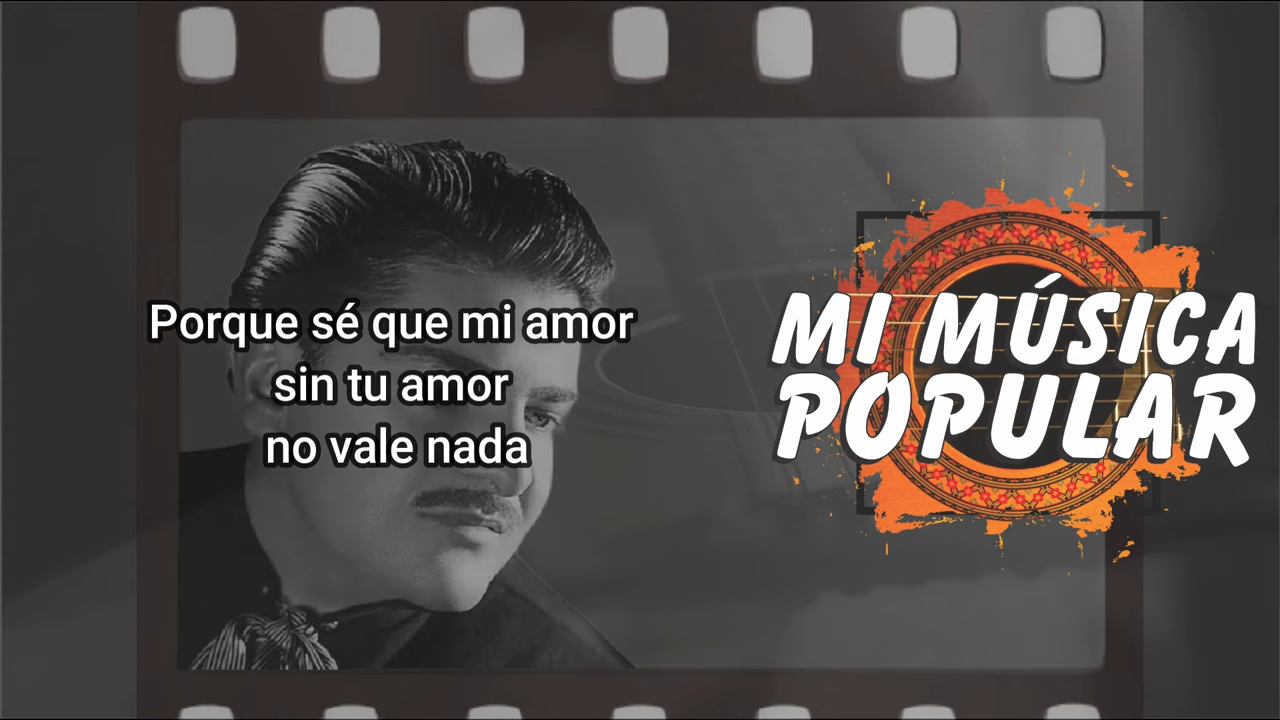 Porque sé que mi amor
sin tu amor
no vale nada
MI MÚSICA
POPULAR